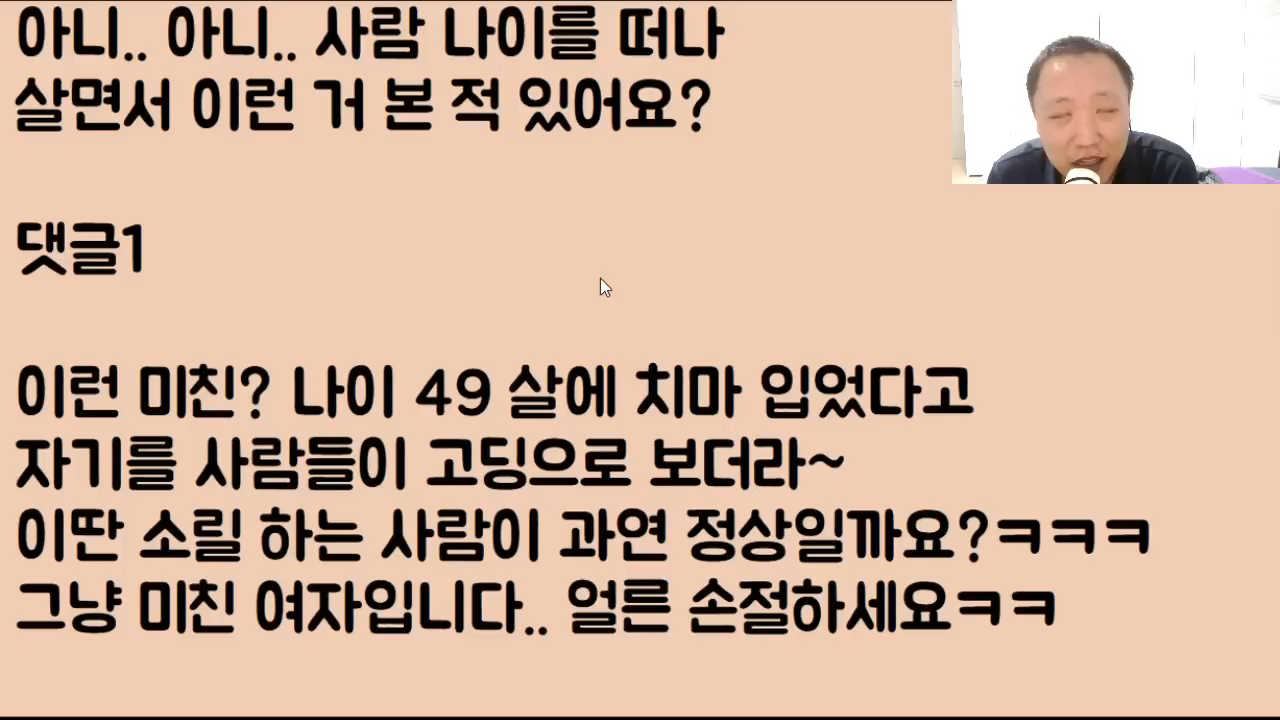 아니.. 아니.. 사람 나이를 떠나
살면서 이런 거 본 적 있어요?
댓글1
이런 미친? 나이 49 살에 치마 입었다고
자기를 사람들이 고딩으로 보더라~
이딴 소릴 하는 사람이 과연 정상일까요?ㅋㅋㅋ
그냥 미친 여자입니다.. 얼른 손절하세요ㅋㅋ